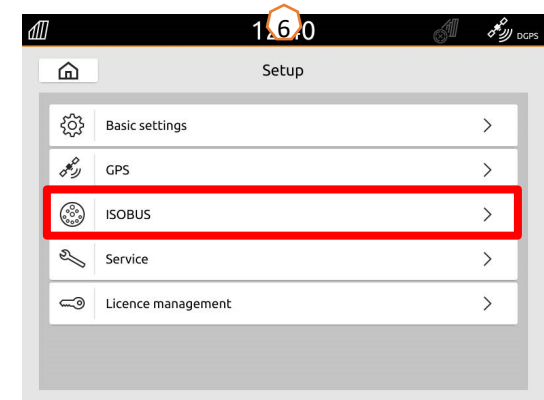 6
DGPS
Setup
Basic settings
GPS
ISOBUS
Service
Licence management